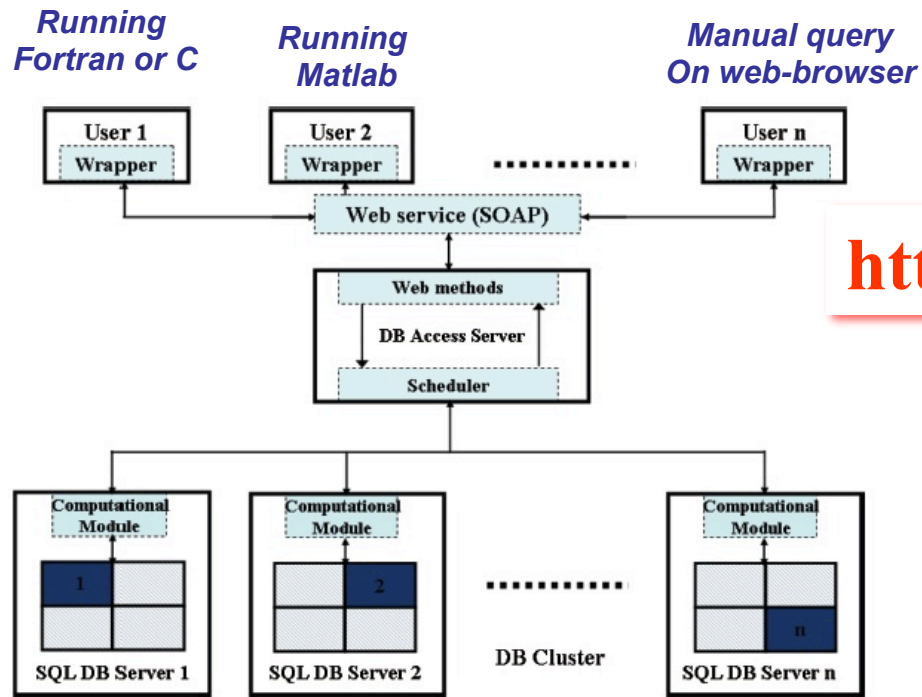 Running
Fortran or C
Running
Matlab
Manual query
On web-browser
User 1
Wrapper
User 2
Wrapper
User n
Wrapper
Web service (SOAP)
htt
Web methods
DB Access Server
Scheduler
Computational
Module
1
SQL DB Server 1
Computational
Module
2
SQL DB Server 2
DB Cluster
Computational
Module
n
SQL DB Server n